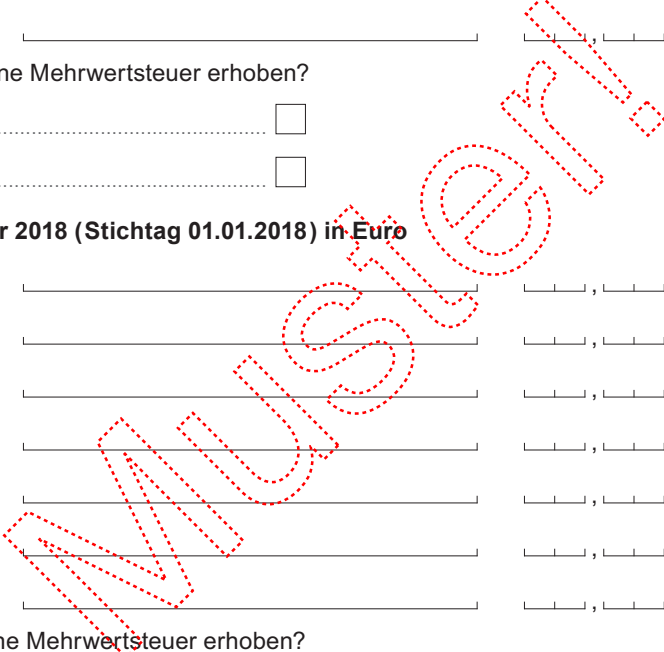 ne Mehrwertsteuer erhoben?
r 2018 (Stichtag 01.01.2018) in Euro
Muster!
ne Mehrwertsteuer erhoben?